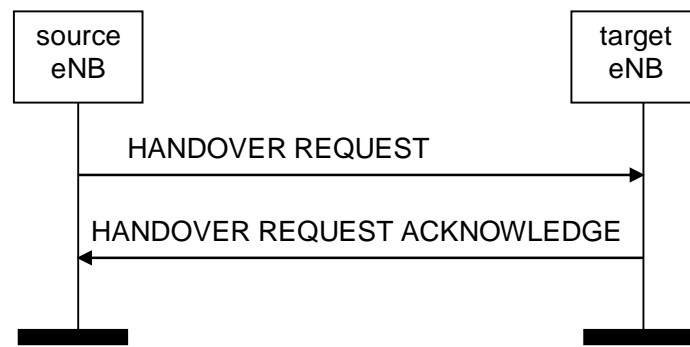 source
eNB
target
eNB
HANDOVER REQUEST
HANDOVER REQUEST ACKNOWLEDGE